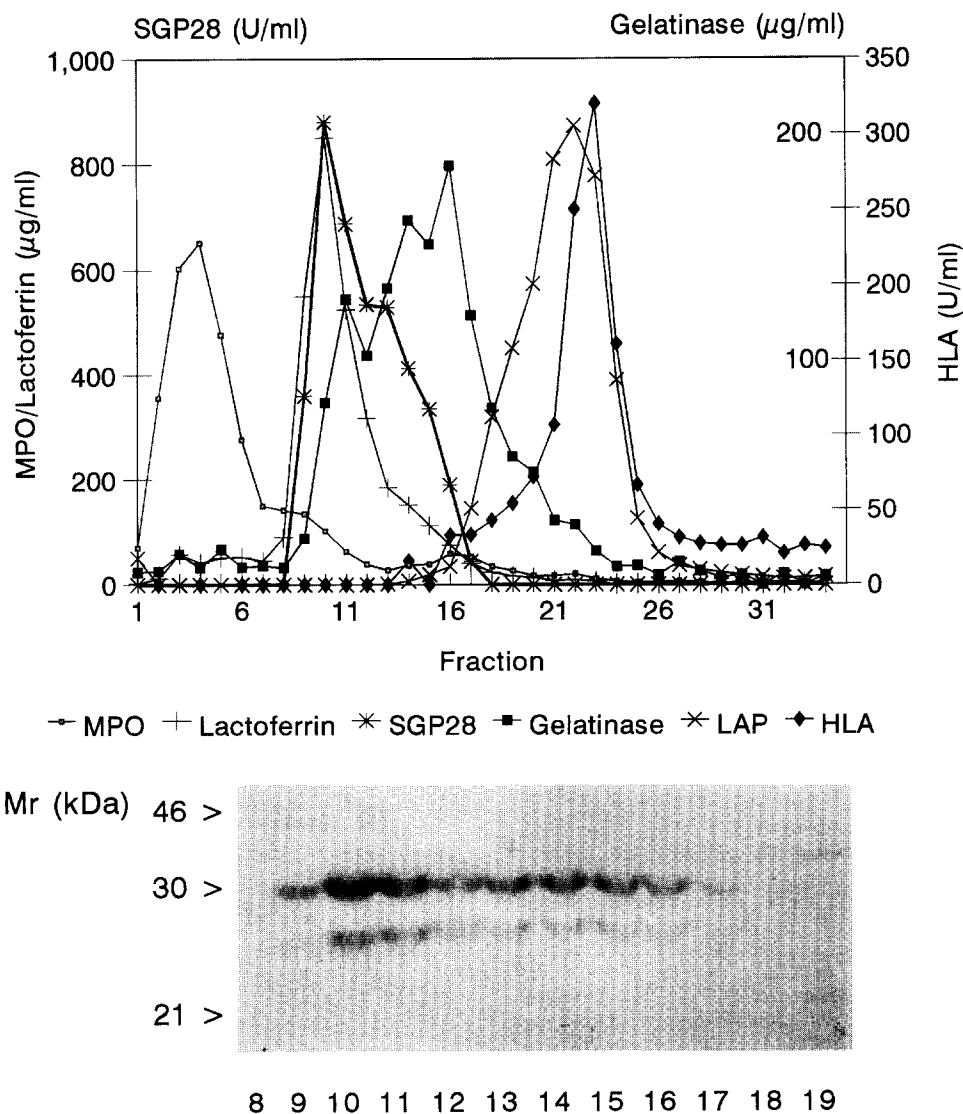 SGP28 (U/ml)
Gelatinase (μg/ml)
1,000
800
600
400
200
0
MPO/Lactoferrin (μg/ml)
350
300
250
200
150
100
50
0
200
100
HLA (U/ml)
1 6 11 16 21 26 31
Fraction
MPO Lactoferrin SGP28 Gelatinase LAP HLA
Mr (kDa)
46 >
30 >
21 >
8 9 10 11 12 13 14 15 16 17 18 19